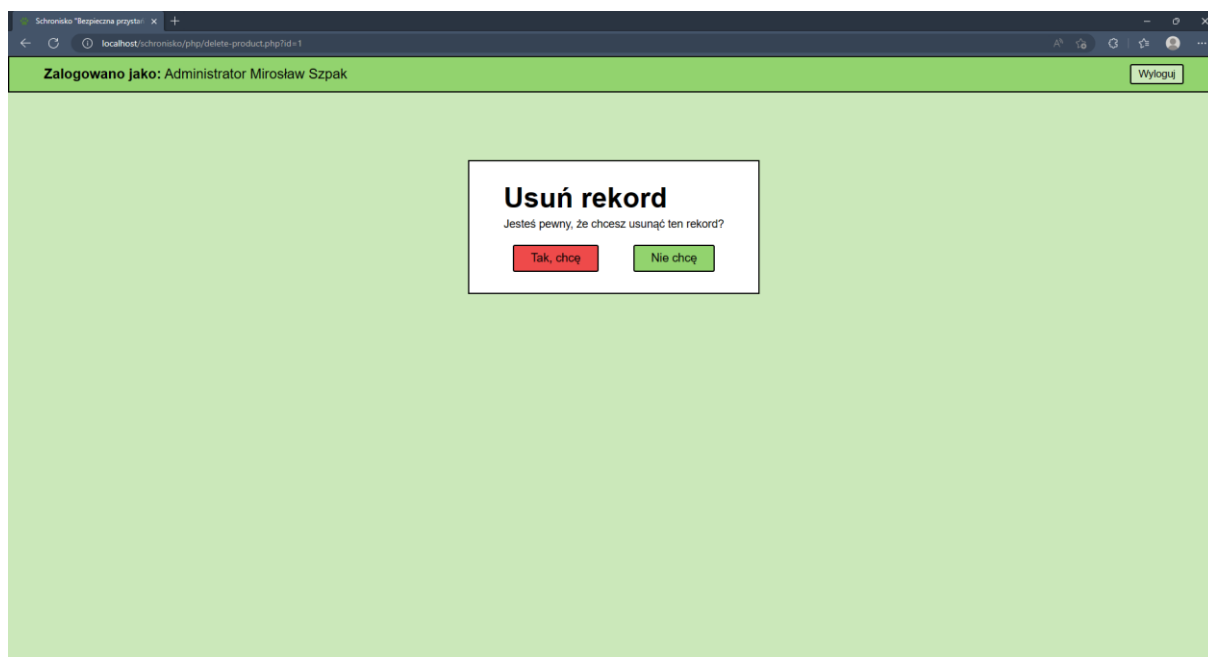 Schronisko "Bezpieczna przystań
localhost/schronisko/php/delete-product.php?id=1
Zalogowano jako: Administrator Mirosław Szpak
Wyloguj
Usuń rekord
Jesteś pewny, że chcesz usunąć ten rekord?
Tak, chcę
Nie chcę